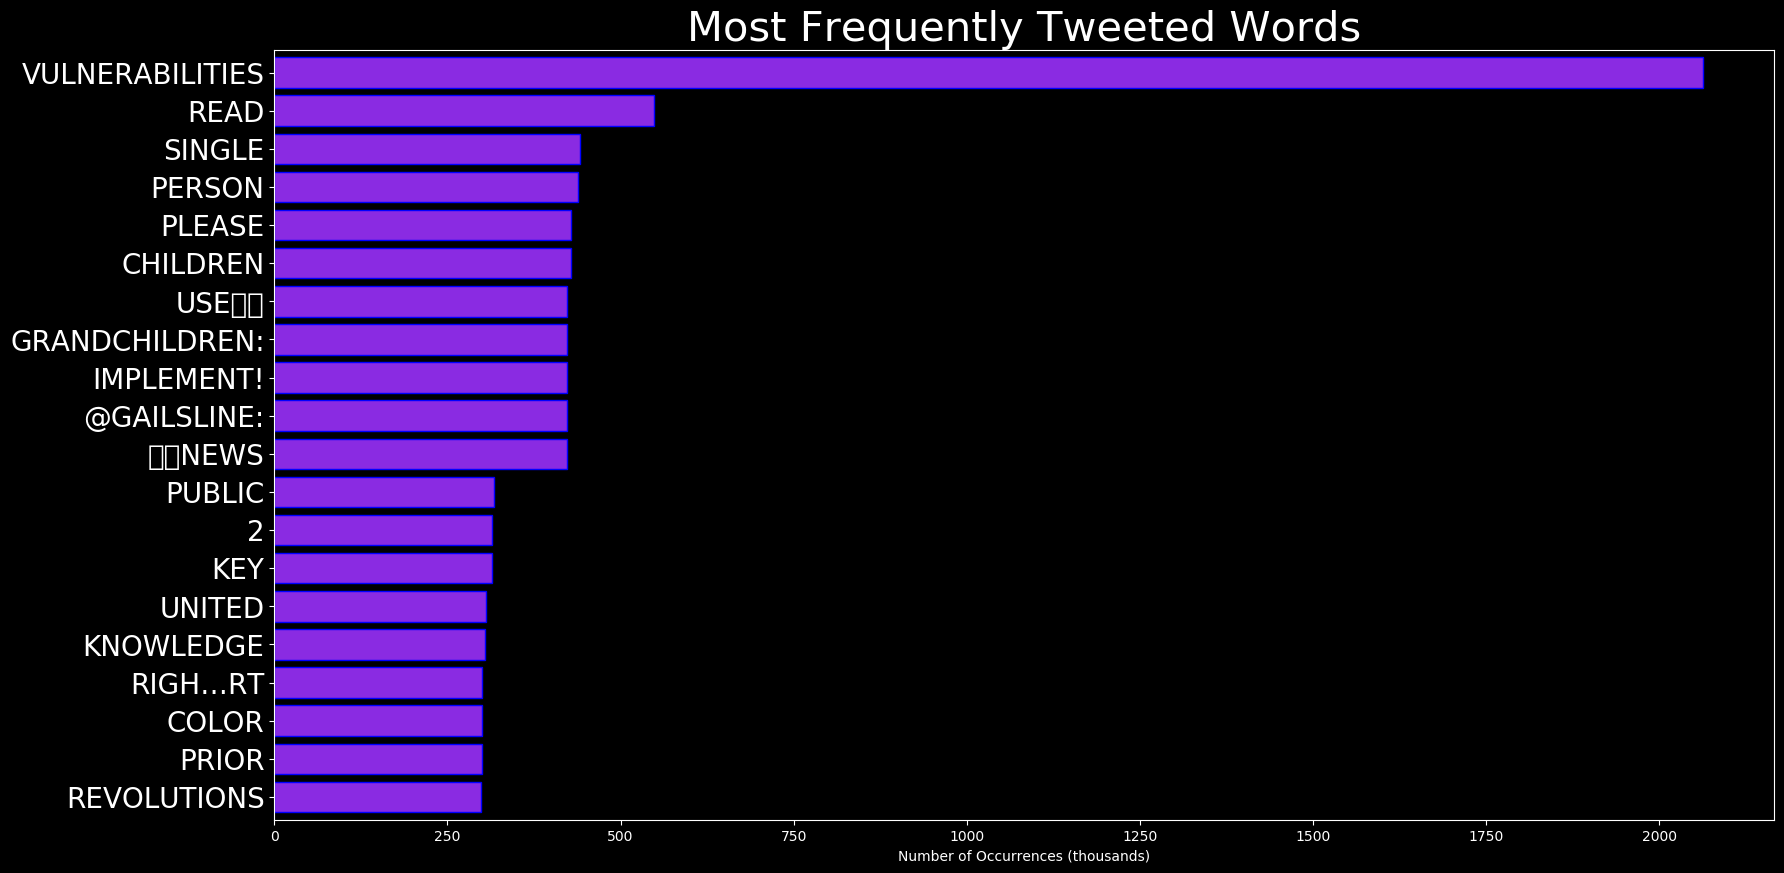 Most Frequently Tweeted Words
VULNERABILITIES
READ
SINGLE
PERSON
PLEASE
CHILDREN
USE▯▯
GRANDCHILDREN:
IMPLEMENT!
@GAILSLINE:
▯▯NEWS
PUBLIC
2
KEY
UNITED
KNOWLEDGE
RIGH…RT
COLOR
PRIOR
REVOLUTIONS
0 250 500 750 1000 1250 1500 1750 2000
Number of Occurrences (thousands)